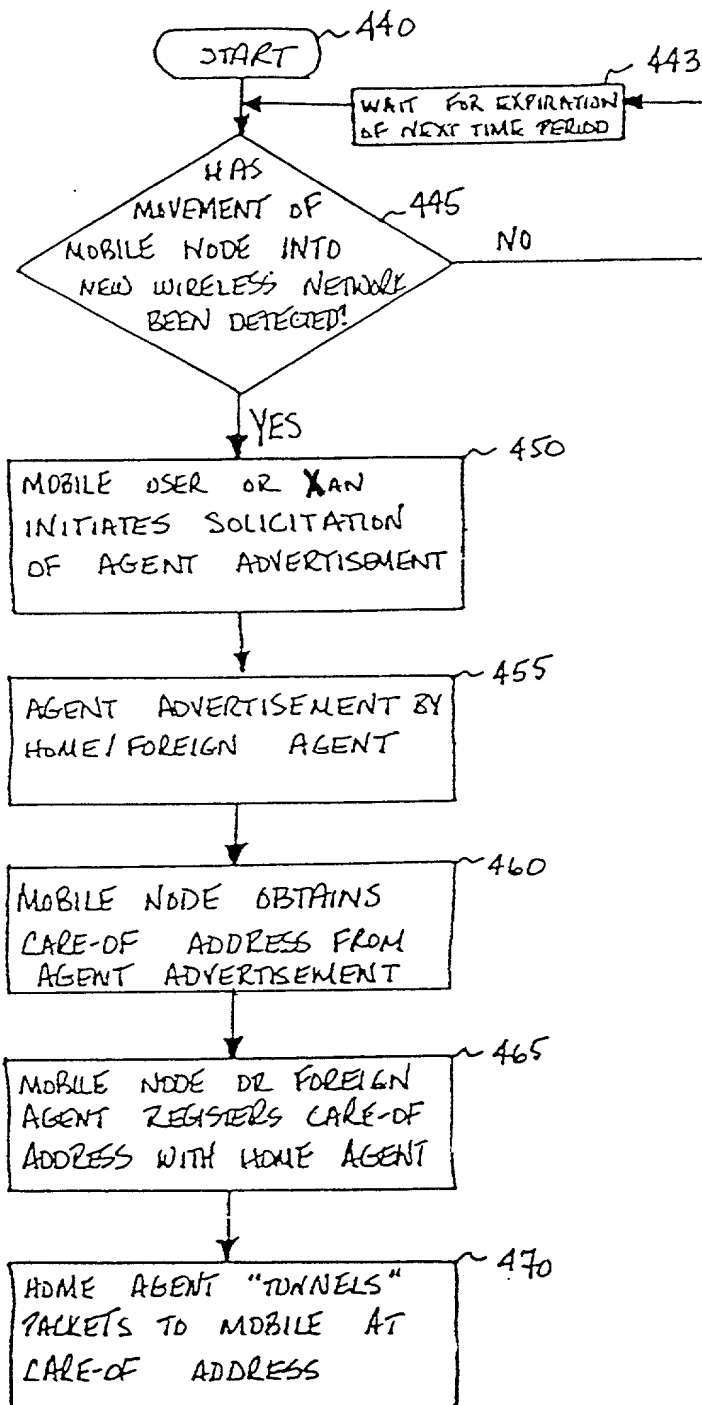 440
START
443
WAIT FOR EXPIRATION
OF NEXT TIME PERIOD
HAS
MOVEMENT OF
MOBILE NODE INTO
NEW WIRELESS NETWORK
BEEN DETECTED?
445
NO
YES
450
MOBILE USER OR XAN
INITIATES SOLICITATION
OF AGENT ADVERTISEMENT
455
AGENT ADVERTISEMENT BY
HOME/FOREIGN AGENT
460
MOBILE NODE OBTAINS
CARE-OF ADDRESS FROM
AGENT ADVERTISEMENT
465
MOBILE NODE OR FOREIGN
AGENT REGISTERS CARE-OF
ADDRESS WITH HOME AGENT
470
HOME AGENT "TUNNELS"
PACKETS TO MOBILE AT
CARE-OF ADDRESS